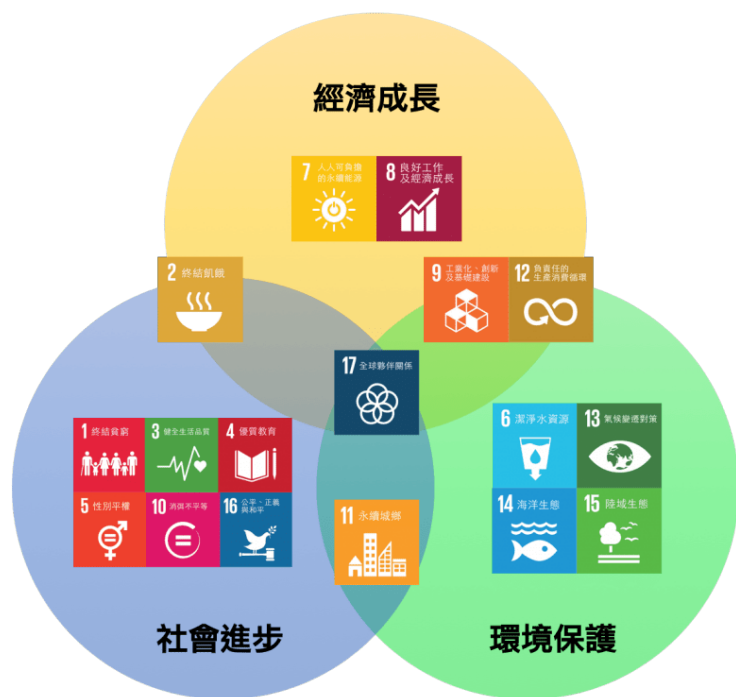 經濟成長
7 人人可負擔
的永續能源
8 良好工作
及經濟成長
2 終結飢餓
9 工業化、創新
及基礎建設
12 負責任的
生產消費循環
17 全球夥伴關係
1 終結貧窮
3 健全生活品質
4 優質教育
6 潔淨水資源
13 氣候變遷對策
5 性別平權
10 消弭不平等
16 公平、正義
與和平
11 永續城鄉
14 海洋生態
15 陸域生態
社會進步
環境保護